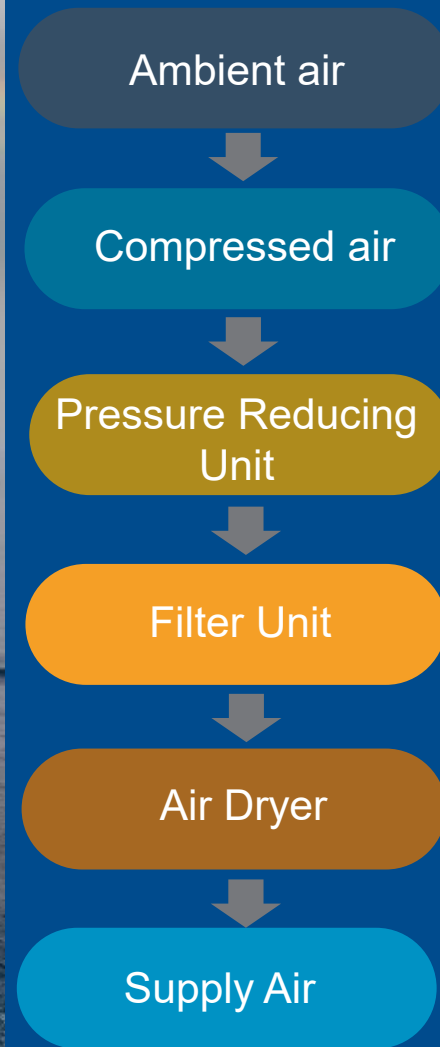 Ambient air
Compressed air
Pressure Reducing
Unit
Filter Unit
Air Dryer
Supply Air